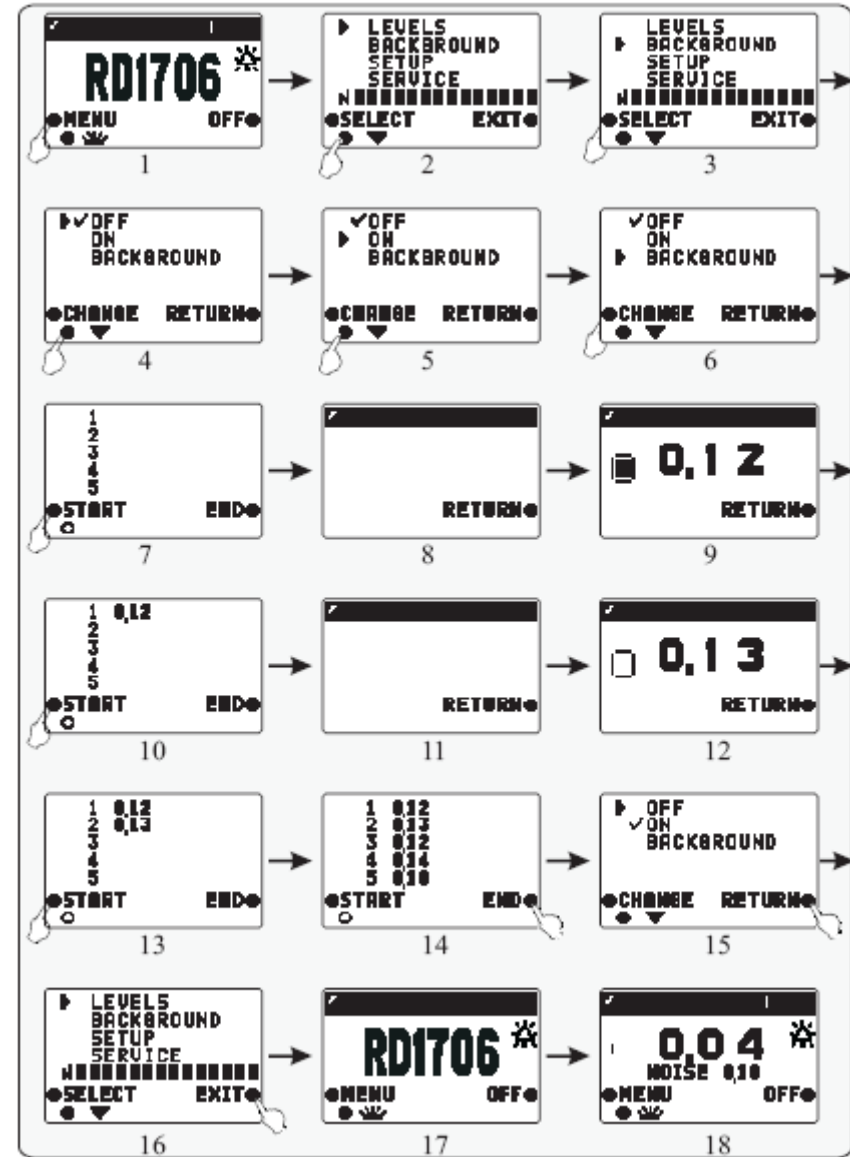 RD1706
MENU OFF
1
LEVELS
BACKGROUND
SETUP
SERVICE
N
SELECT EXIT
2
LEVELS
BACKGROUND
SETUP
SERVICE
N
SELECT EXIT
3
OFF
ON
BACKGROUND
CHANGE RETURN
4
OFF
ON
BACKGROUND
CHANGE RETURN
5
OFF
ON
BACKGROUND
CHANGE RETURN
6
1
2
3
4
5
START END
7
RETURN
8
0,12
RETURN
9
1 0,12
2
3
4
5
START END
10
RETURN
11
0,13
RETURN
12
1 0,12
2 0,13
3
4
5
START END
13
1 0,12
2 0,13
3 0,12
4 0,14
5 0,10
START END
14
OFF
ON
BACKGROUND
CHANGE RETURN
15
LEVELS
BACKGROUND
SETUP
SERVICE
N
SELECT EXIT
16
RD1706
MENU OFF
17
0,04
NOISE 0,10
MENU OFF
18